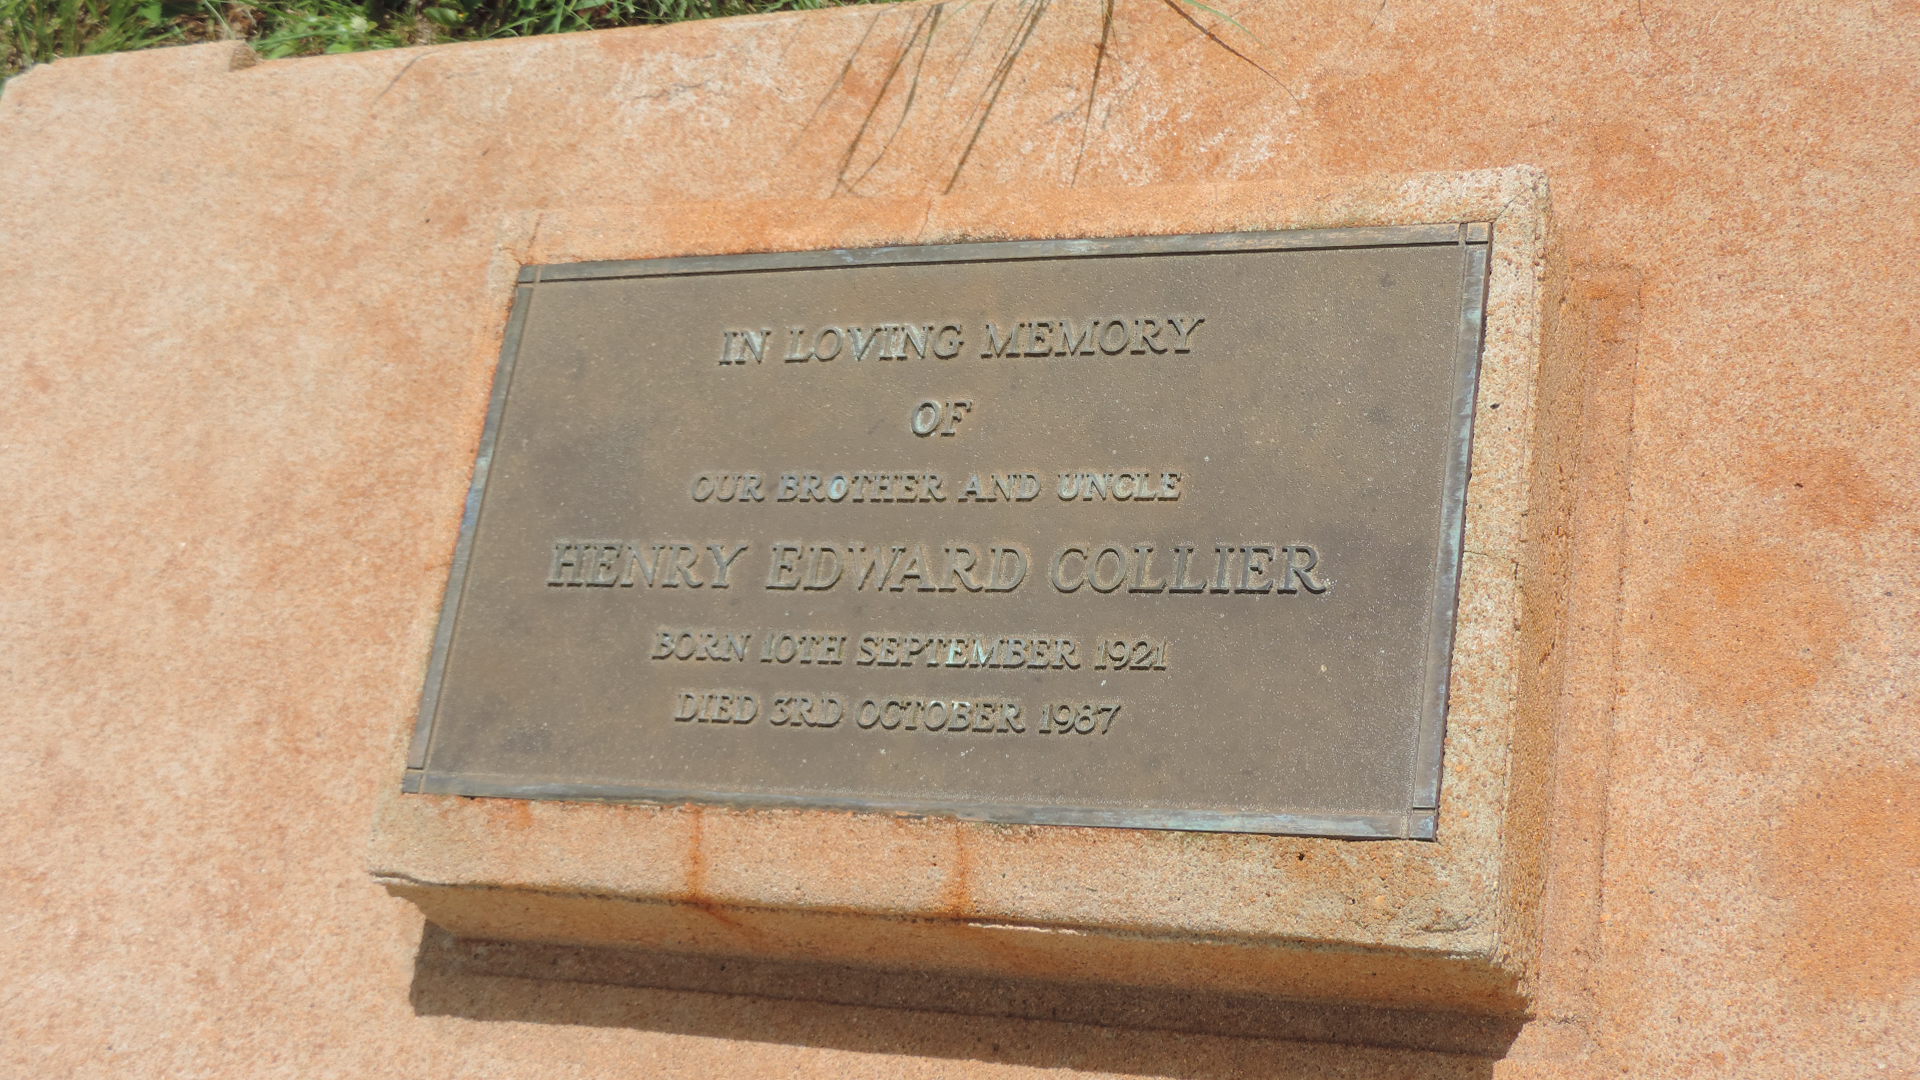 IN LOVING MEMORY
OF
OUR BROTHER AND UNCLE
HENRY EDWARD COLLIER
BORN 10TH SEPTEMBER 1921
DIED 3RD OCTOBER 1987